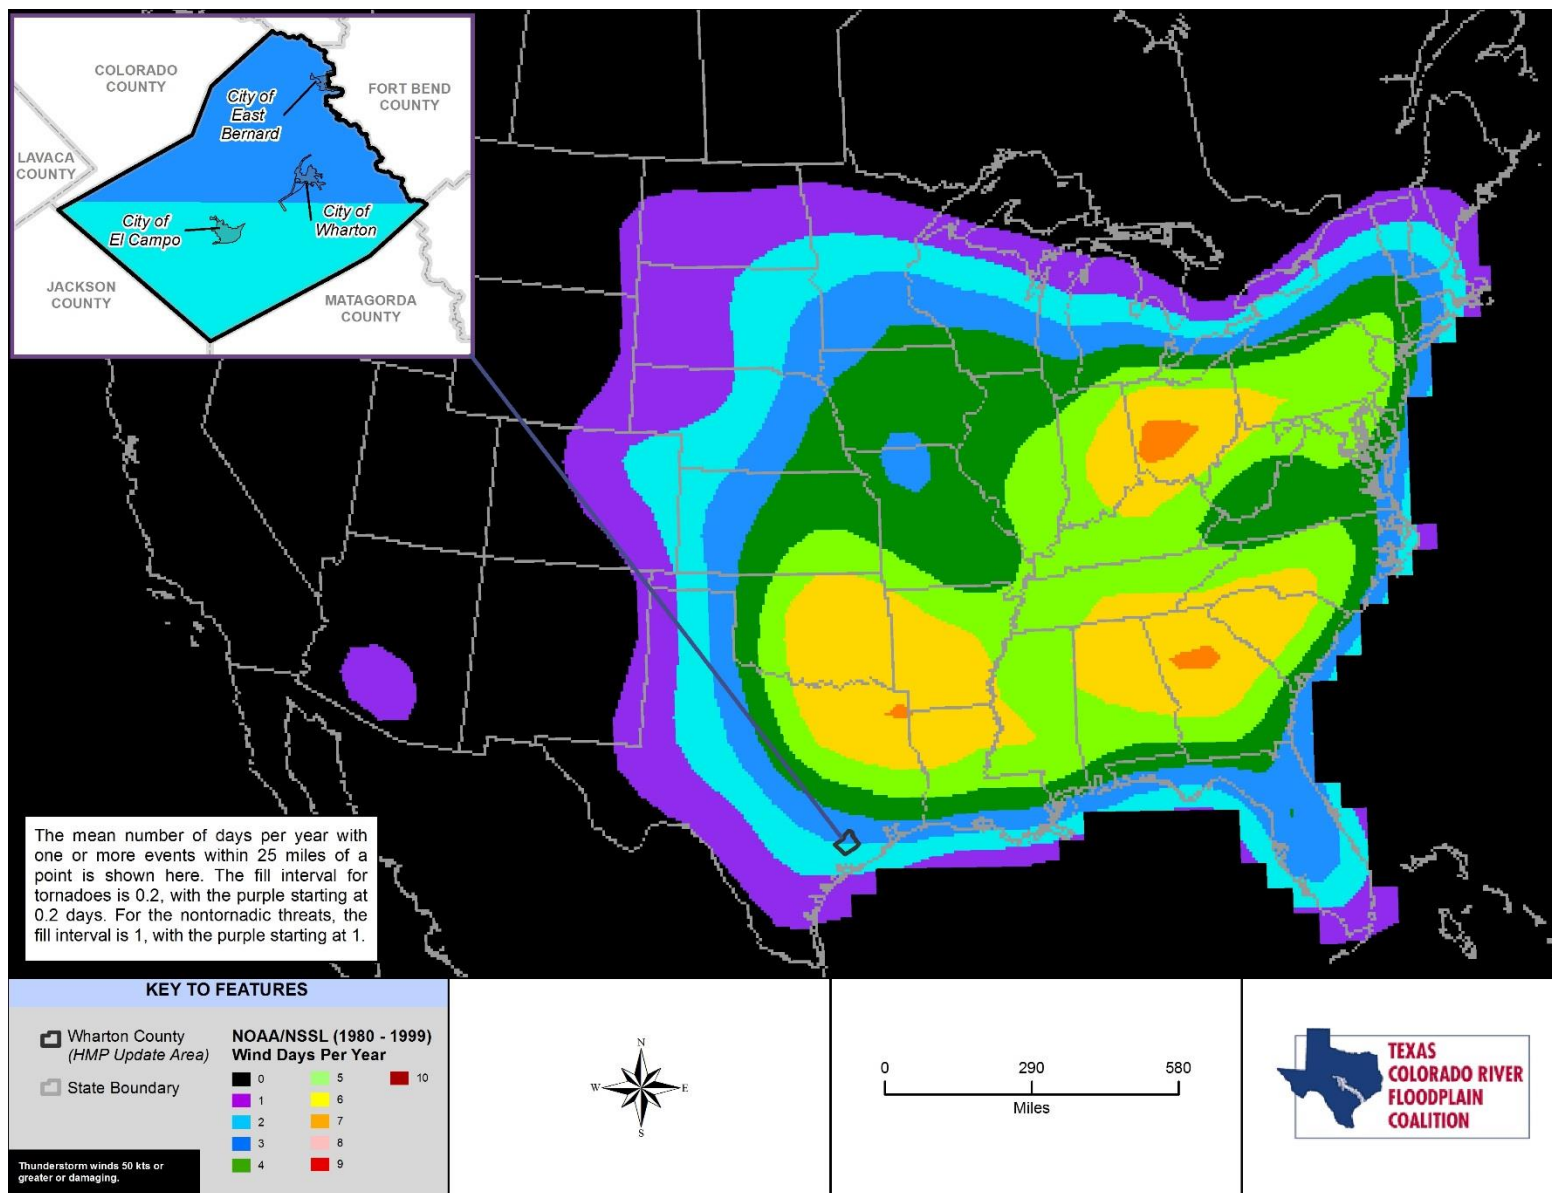 COLORADO
COUNTY
FORT BEND
COUNTY
City of
East
Bernard
LAVACA
COUNTY
City of
El Campo
City of
Wharton
JACKSON
COUNTY
MATAGORDA
COUNTY
The mean number of days per year with
one or more events within 25 miles of a
point is shown here. The fill interval for
tornadoes is 0.2, with the purple starting at
0.2 days. For the nontornadic threats, the
fill interval is 1, with the purple starting at 1.
KEY TO FEATURES
Wharton County
(HMP Update Area)
State Boundary
NOAA/NSSL (1980 - 1999)
Wind Days Per Year
0
1
2
3
4
5
6
7
8
9
10
Thunderstorm winds 50 kts or
greater or damaging.
N
W
E
S
0 290 580
Miles
TEXAS
COLORADO RIVER
FLOODPLAIN
COALITION